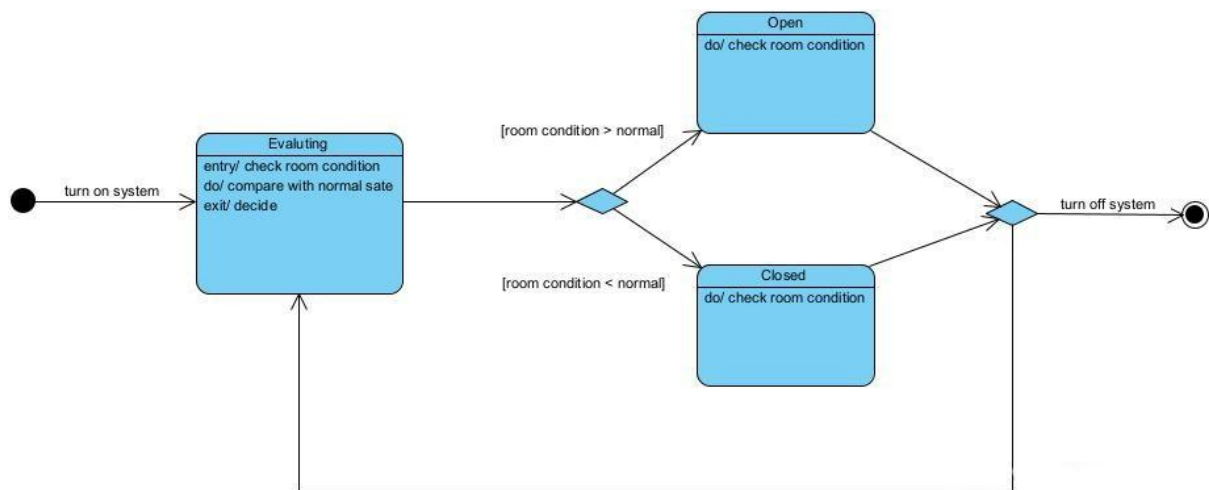 Open
do/ check room condition
[room condition > normal]
Evaluting
entry/ check room condition
do/ compare with normal sate
exit/ decide
turn on system
turn off system
[room condition < normal]
Closed
do/ check room condition